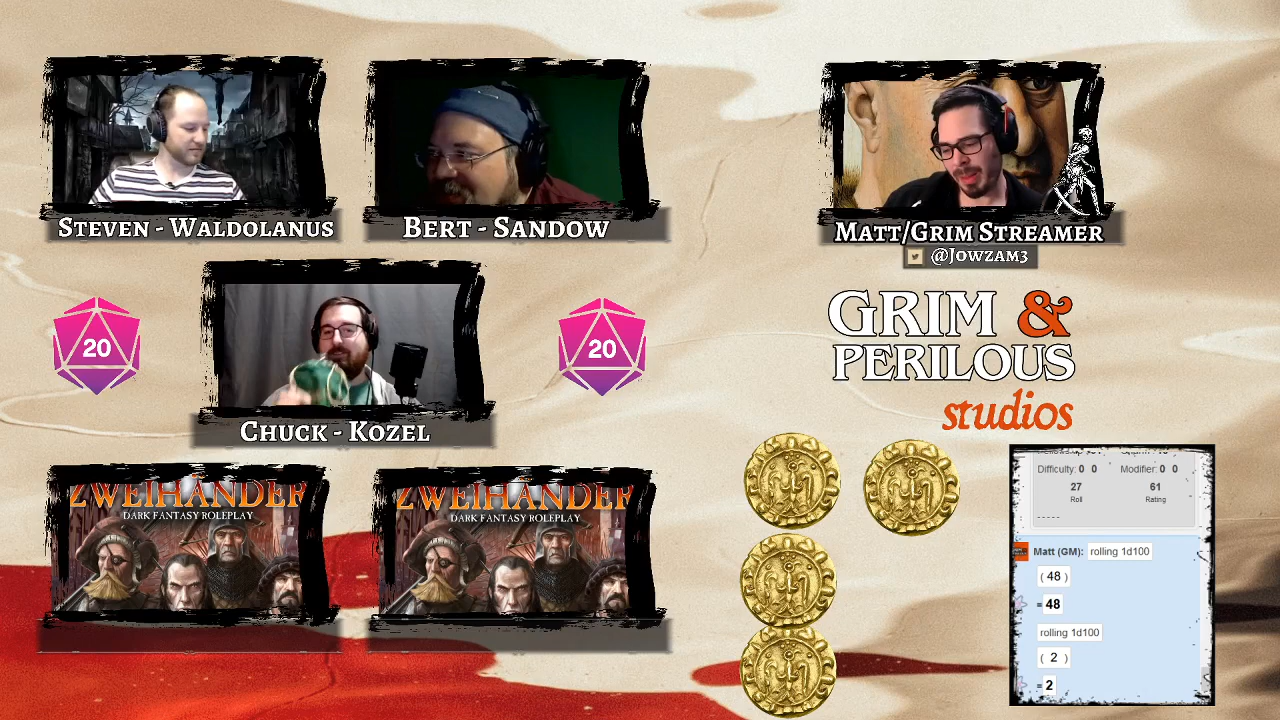 Steven - Waldolanus
Bert - Sandow
Matt/Grim Streamer
@Jowzam3
20
20
Chuck - Kozel
GRIM &
PERILOUS
studios
ZWEIHÄNDER
DARK FANTASY ROLEPLAY
ZWEIHÄNDER
DARK FANTASY ROLEPLAY
Difficulty: 0 0 Modifier: 0 0
27 61
Roll Rating
-----
Matt (GM): rolling 1d100
( 48 )
= 48
rolling 1d100
( 2 )
= 2